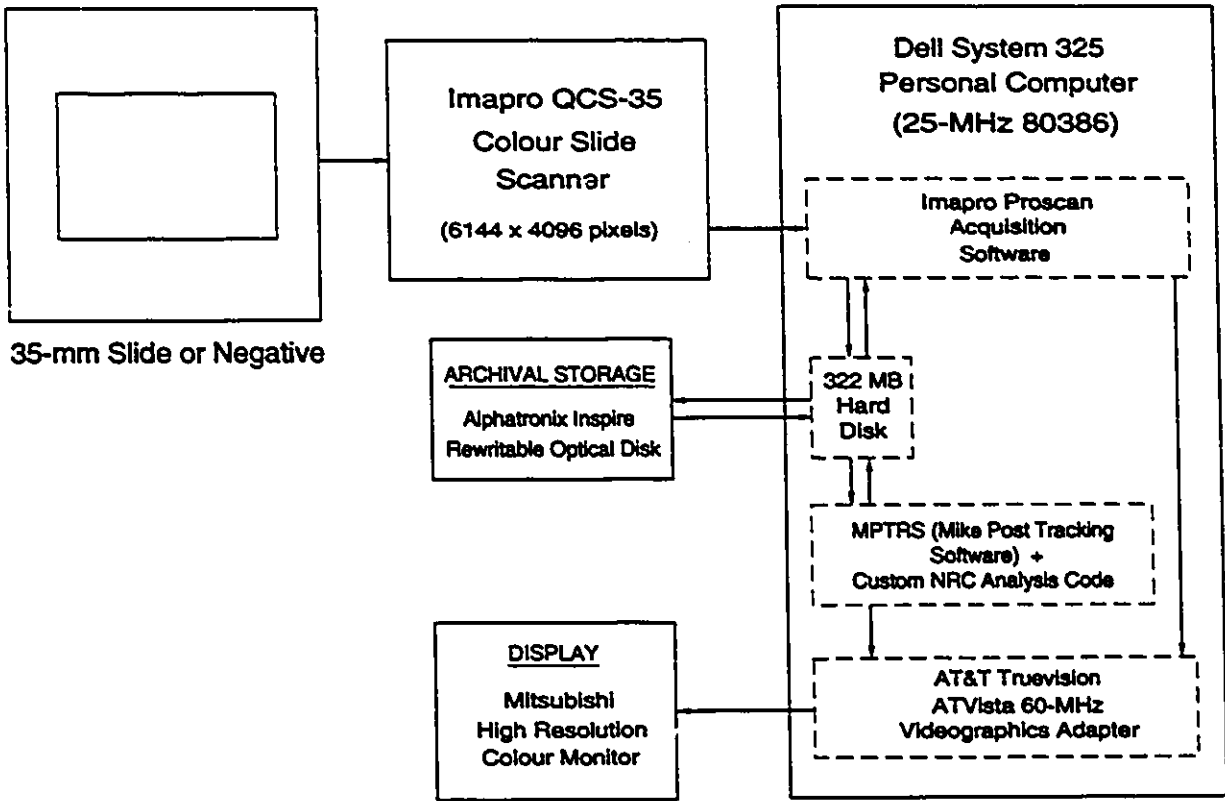 Imapro QCS-35
Colour Slide
Scanner
(6144 x 4096 pixels)
35-mm Slide or Negative
Dell System 325
Personal Computer
(25-MHz 80386)
Imapro Proscan
Acquisition
Software
ARCHIVAL STORAGE
Alphatronix Inspire
Rewritable Optical Disk
322 MB
Hard
Disk
MPTRS (Mike Post Tracking
Software) +
Custom NRC Analysis Code
DISPLAY
Mitsubishi
High Resolution
Colour Monitor
AT&T Truevision
ATVista 60-MHz
Videographics Adapter